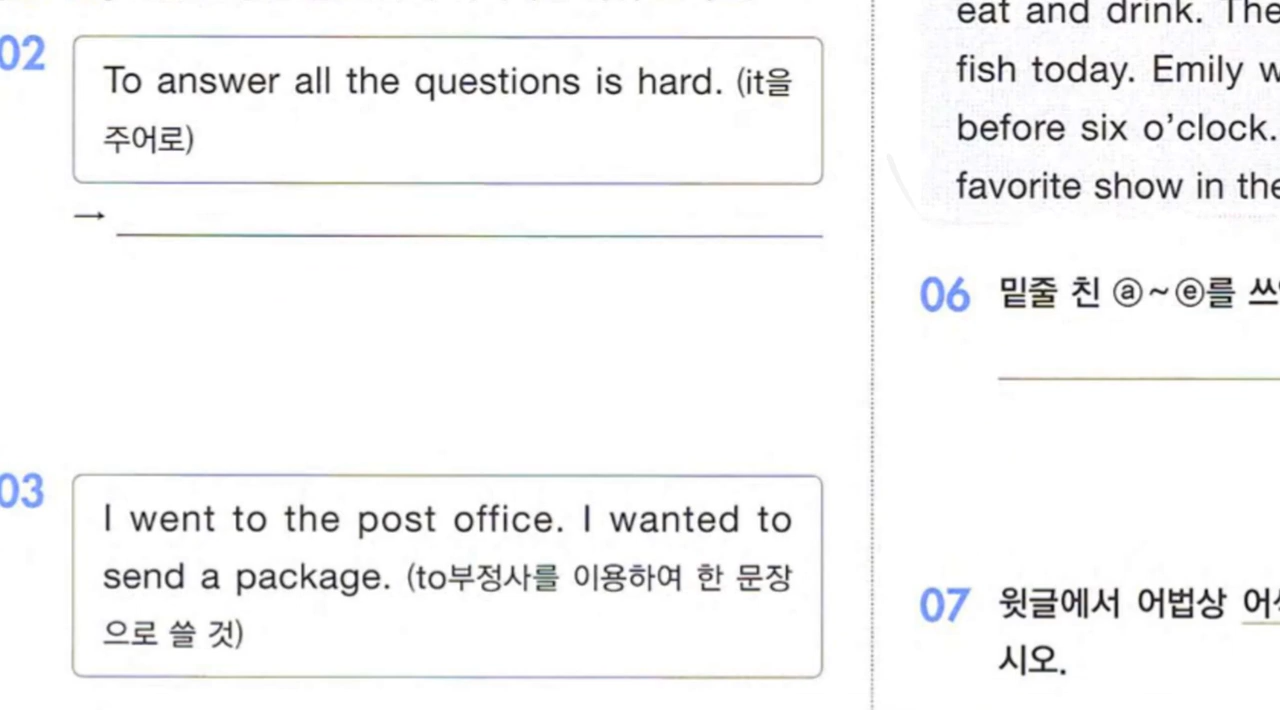 02
To answer all the questions is hard. (it을
주어로)
→
03
I went to the post office. I wanted to
send a package. (to부정사를 이용하여 한 문장
으로 쓸 것)
eat and drink. The
fish today. Emily w
before six o’clock.
favorite show in the
06 밑줄 친 ⓐ~ⓔ를
07 윗글에서 어법상
시오.